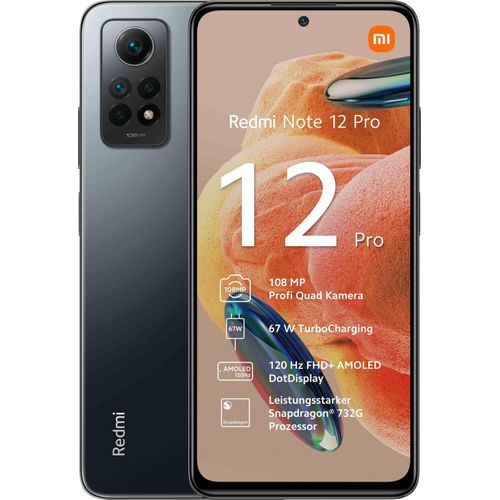 108MP
Redmi
mi
Redmi Note 12 Pro
12 Pro
108MP
108 MP
Profi Quad Kamera
67W
67 W TurboCharging
AMOLED
120Hz
120 Hz FHD+ AMOLED
DotDisplay
Snapdragon
Leistungsstarker
Snapdragon® 732G
Prozessor